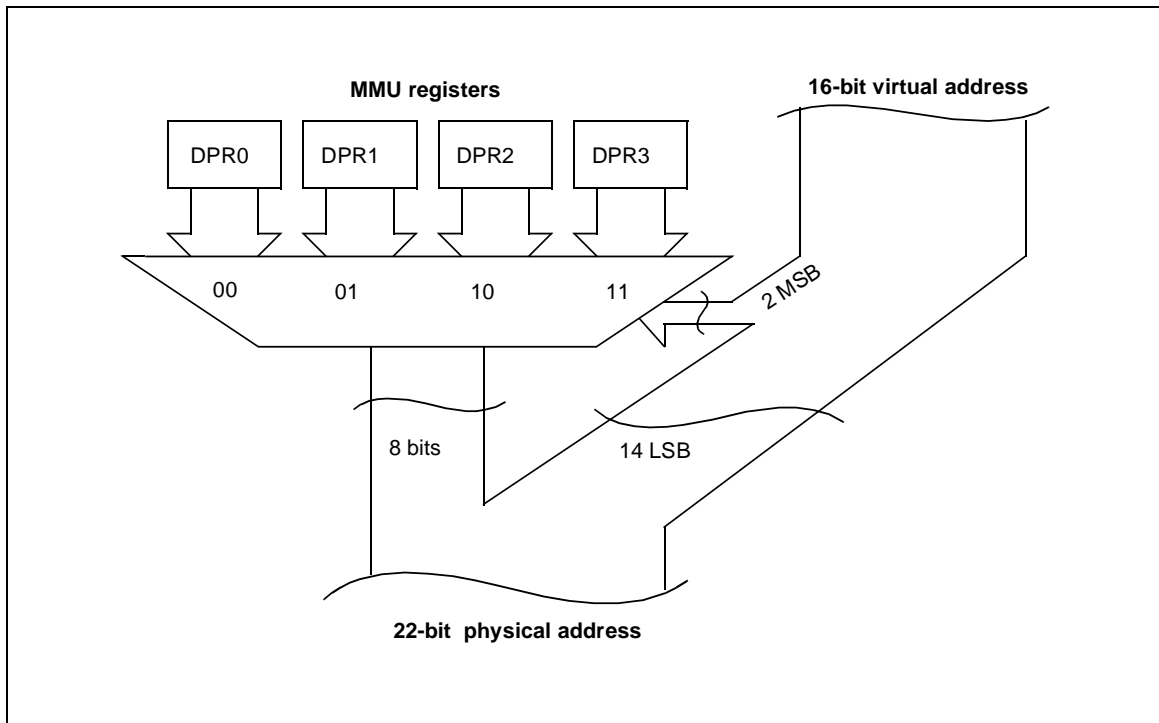 MMU registers
16-bit virtual address
DPR0 DPR1 DPR2 DPR3
00 01 10 11
2 MSB
8 bits
14 LSB
22-bit physical address